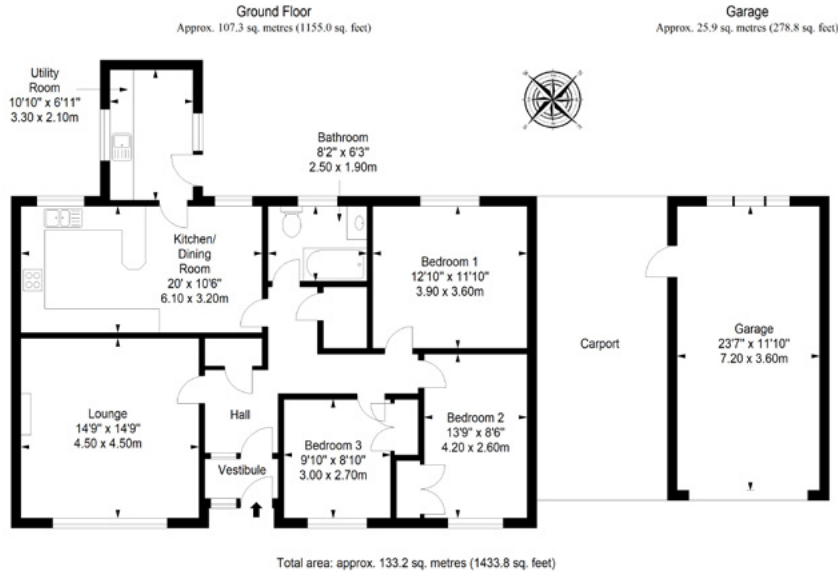 Ground Floor
Approx. 107.3 sq. metres (1155.0 sq. feet)
Garage
Approx. 25.9 sq. metres (278.8 sq. feet)
Utility
Room
10'10" x 6'11"
3.30 x 2.10m
Bathroom
8'2" x 6'3"
2.50 x 1.90m
Kitchen/
Dining
Room
20' x 10'6"
6.10 x 3.20m
Bedroom 1
12'10" x 11'10"
3.90 x 3.60m
Carport
Garage
23'7" x 11'10"
7.20 x 3.60m
Lounge
14'9" x 14'9"
4.50 x 4.50m
Hall
Vestibule
Bedroom 3
9'10" x 8'10"
3.00 x 2.70m
Bedroom 2
13'9" x 8'6"
4.20 x 2.60m
Total area: approx. 133.2 sq. metres (1433.8 sq. feet)